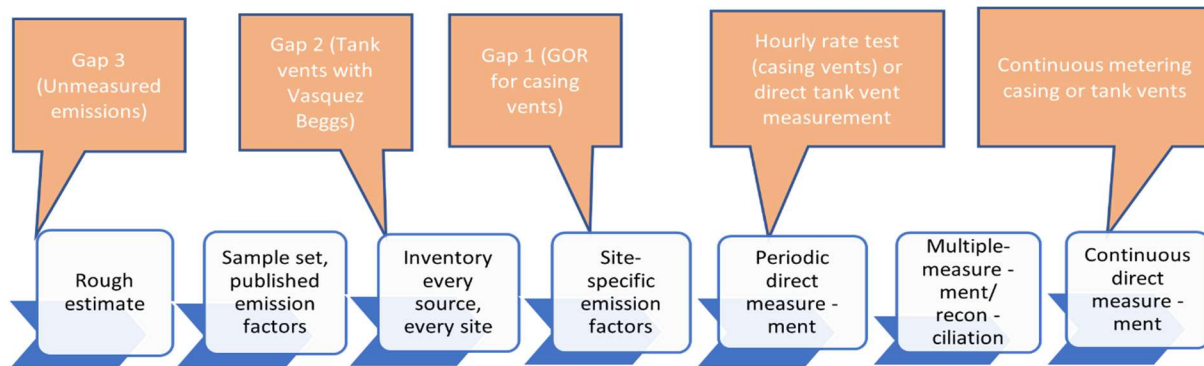 Gap 3
(Unmeasured
emissions)
Gap 2 (Tank
vents with
Vasquez
Beggs)
Gap 1 (GOR
for casing
vents)
Hourly rate test
(casing vents) or
direct tank vent
measurement
Continuous metering
casing or tank vents
Rough
estimate
Sample set,
published
emission
factors
Inventory
every
source,
every site
Site-
specific
emission
factors
Periodic
direct
measure -
ment
Multiple-
measure -
ment/
recon -
ciliation
Continuous
direct
measure -
ment